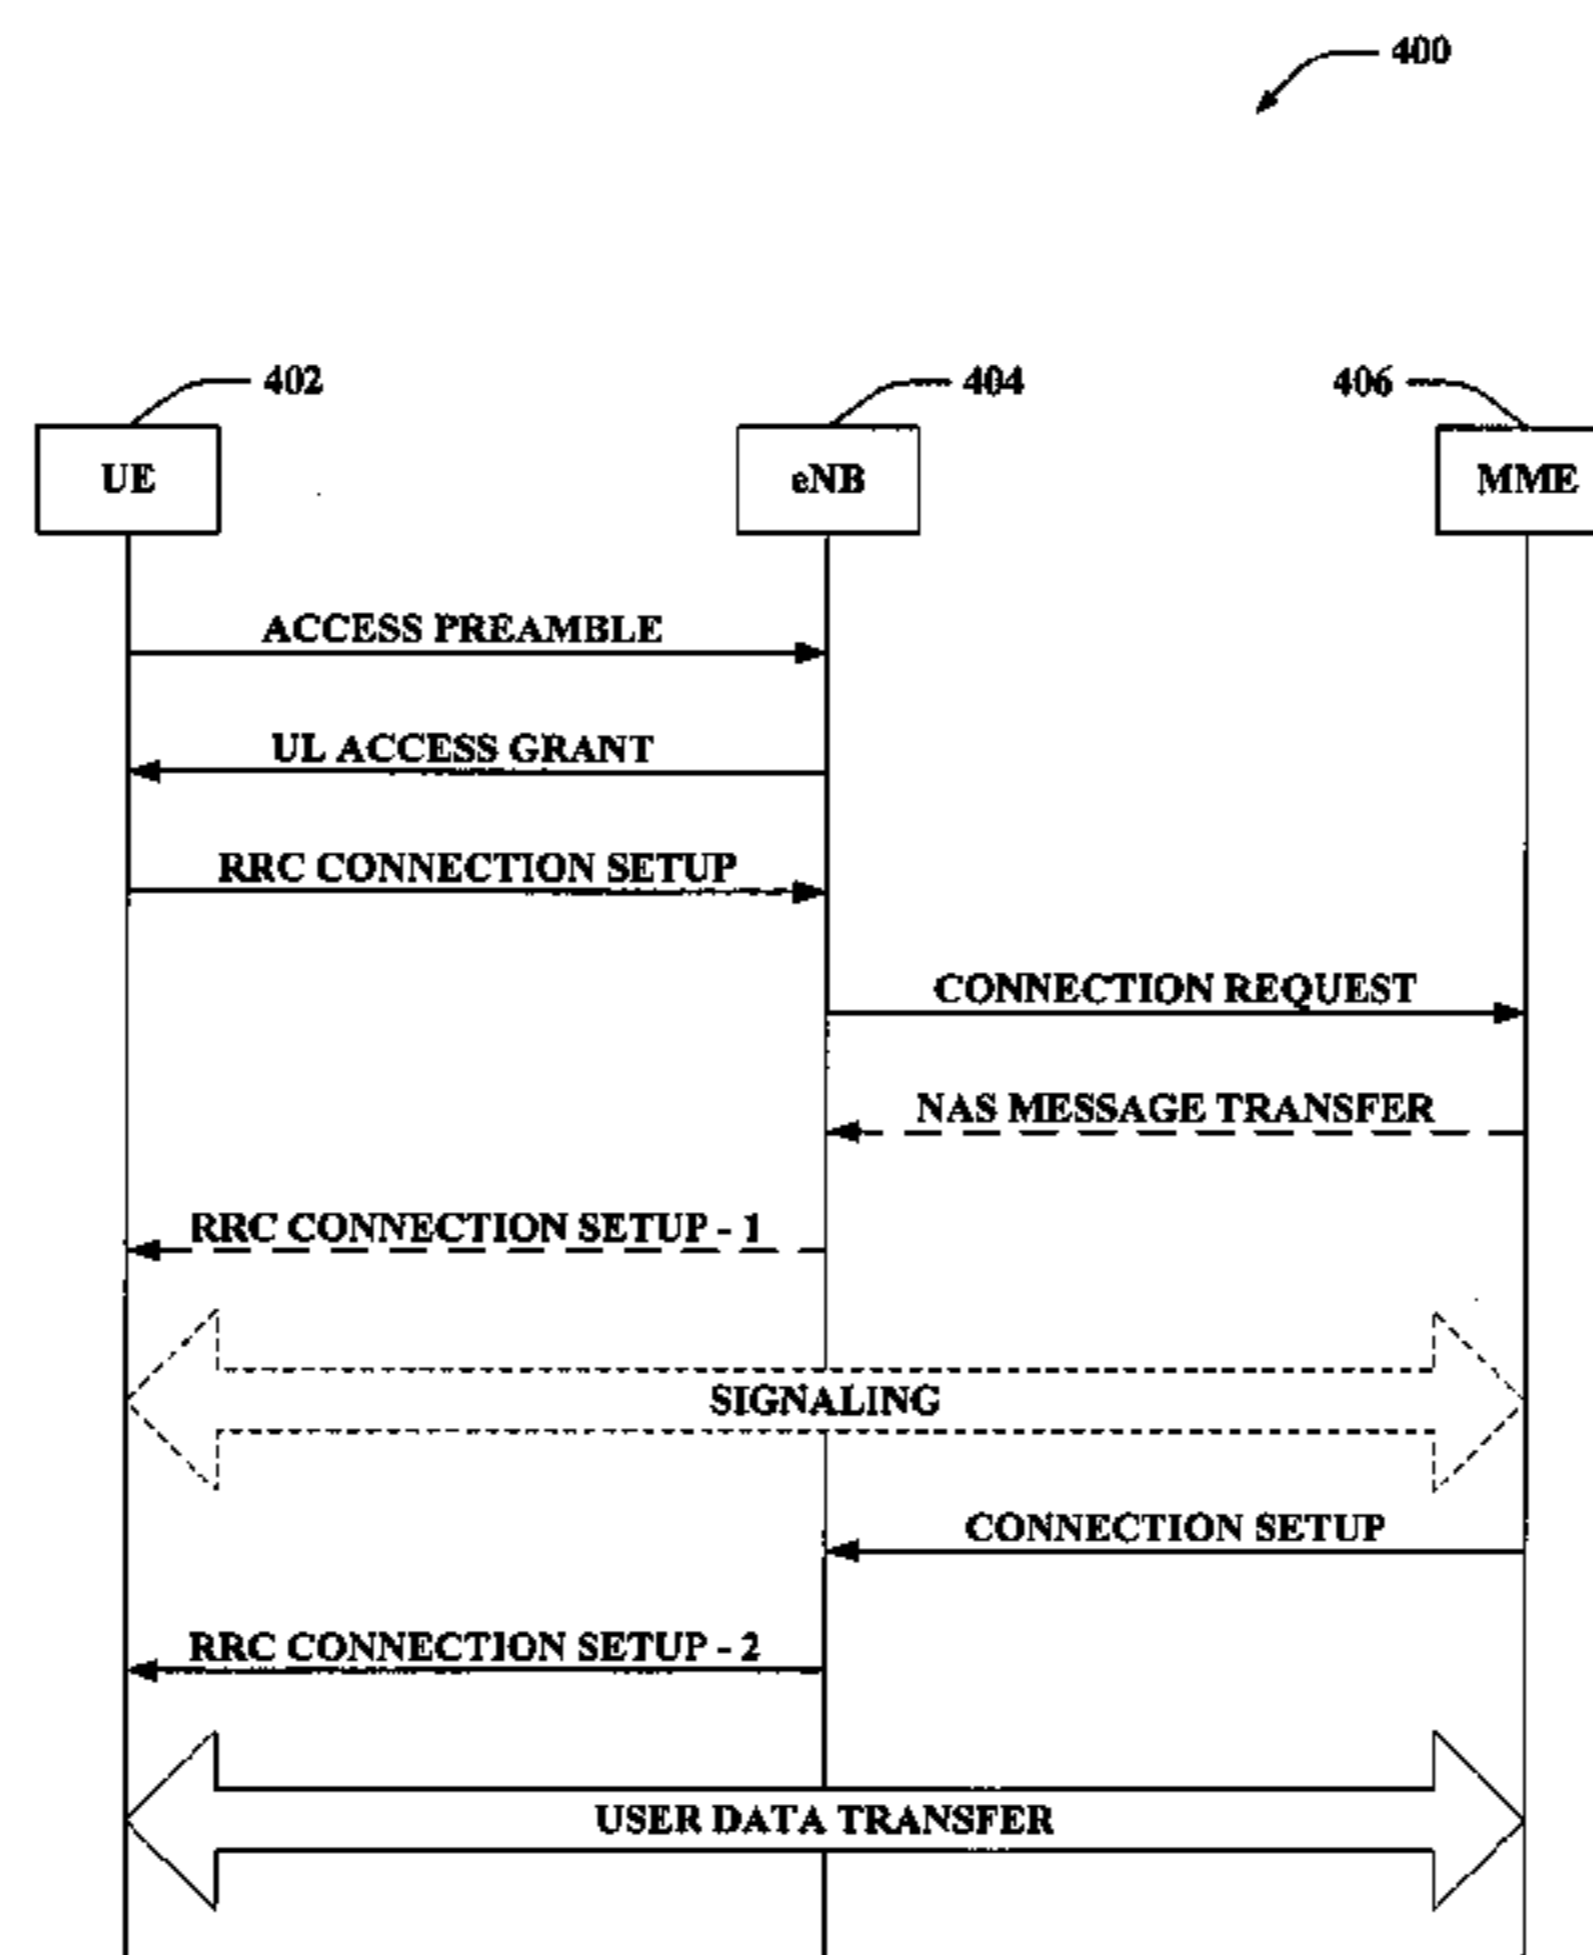 400
402
404
406
UE
eNB
MME
ACCESS PREAMBLE
UL ACCESS GRANT
RRC CONNECTION SETUP
CONNECTION REQUEST
NAS MESSAGE TRANSFER
RRC CONNECTION SETUP - 1
SIGNALING
CONNECTION SETUP
RRC CONNECTION SETUP - 2
USER DATA TRANSFER